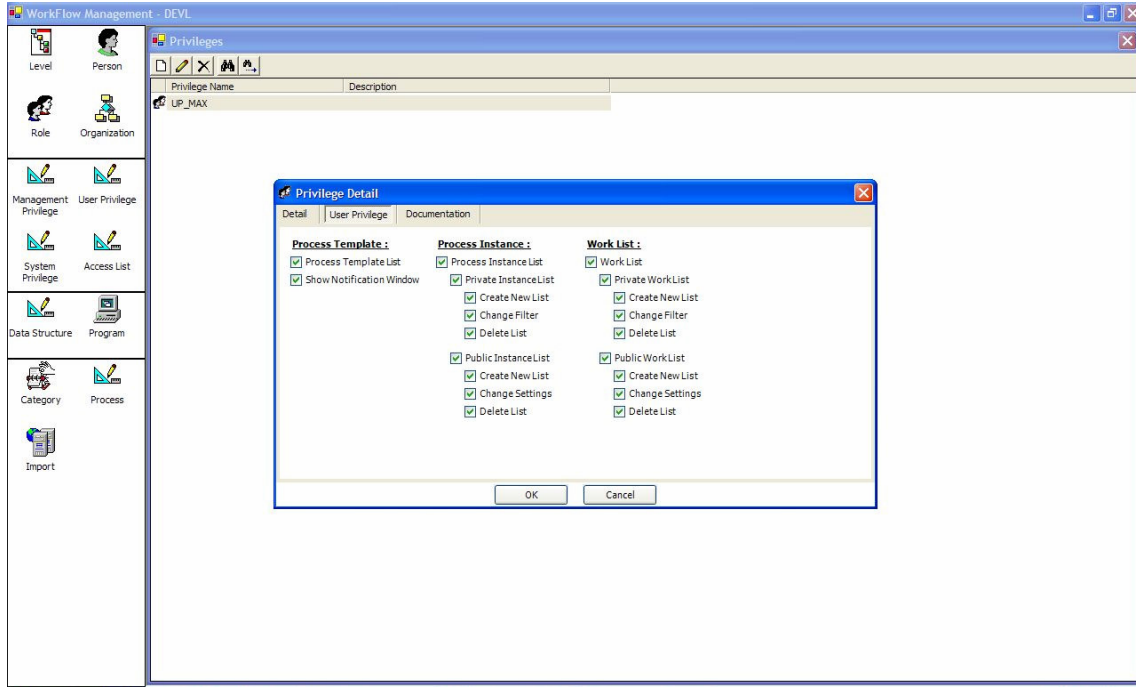 WorkFlow Management - DEVL
Level
Person
Role
Organization
Management Privilege
User Privilege
System Privilege
Access List
Data Structure
Program
Category
Process
Import
Privileges
Privilege Name
Description
UP_MAX
Privilege Detail
Detail
User Privilege
Documentation
Process Template :
Process Template List
Show Notification Window
Process Instance :
Process Instance List
Private Instance List
Create New List
Change Filter
Delete List
Public Instance List
Create New List
Change Settings
Delete List
Work List :
Work List
Private Work List
Create New List
Change Filter
Delete List
Public Work List
Create New List
Change Settings
Delete List
OK
Cancel